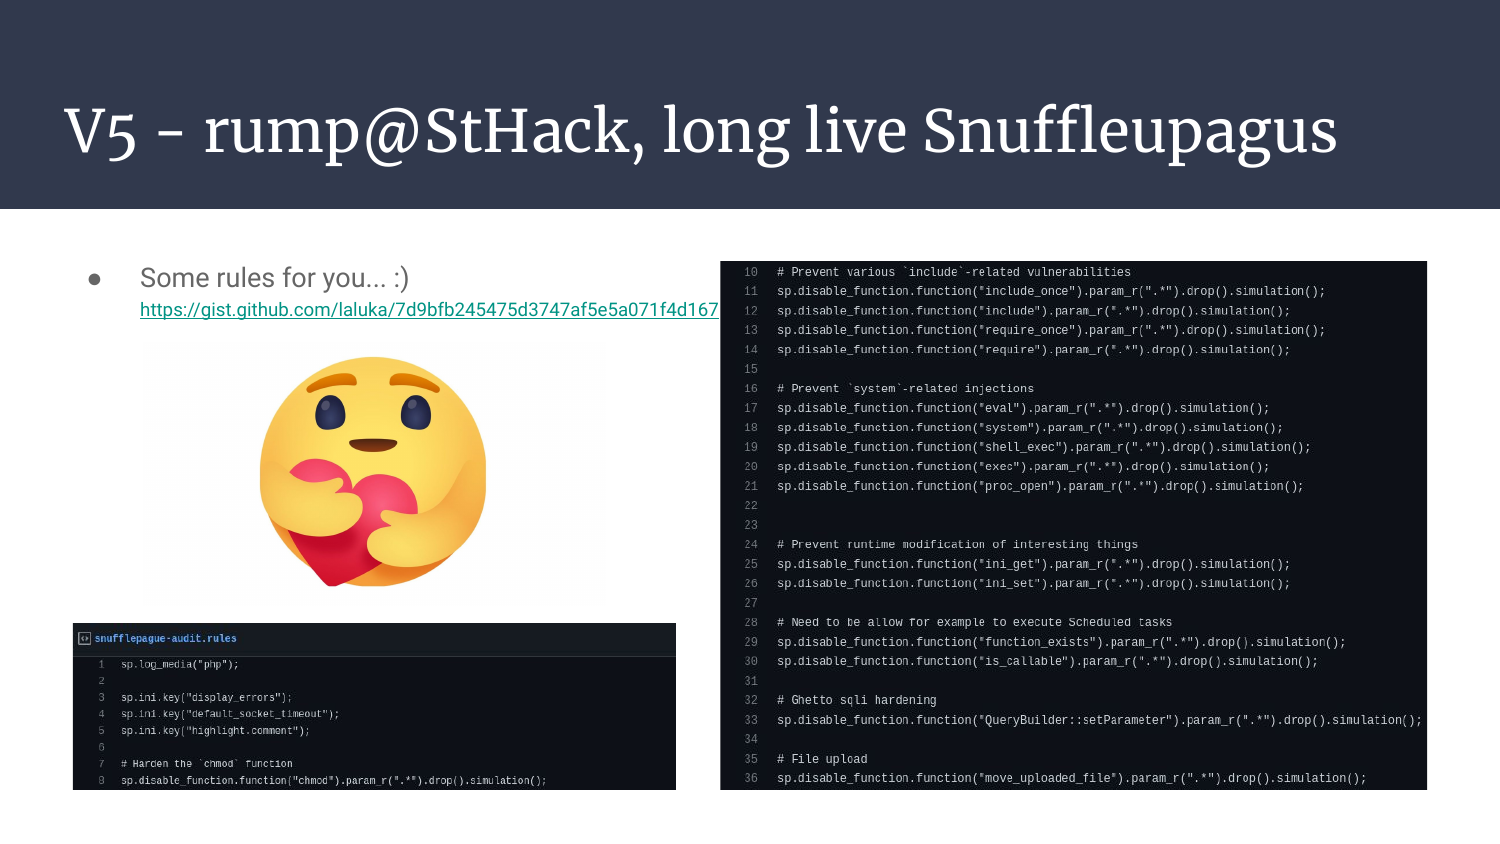 V5 - rump@StHack, long live Snuffleupagus
● Some rules for you... :)
https://gist.github.com/laluka/7d9bfb245475d3747af5e5a071f4d167
snufflepague-audit.rules
1 sp.log_media("php");
2
3 sp.ini.key("display_errors");
4 sp.ini.key("default_socket_timeout");
5 sp.ini.key("highlight.comment");
6
7 # Harden the `chmod` function
8 sp.disable_function.function("chmod").param_r(".*").drop().simulation();
10 # Prevent various `include`-related vulnerabilities
11 sp.disable_function.function("include_once").param_r(".*").drop().simulation();
12 sp.disable_function.function("include").param_r(".*").drop().simulation();
13 sp.disable_function.function("require_once").param_r(".*").drop().simulation();
14 sp.disable_function.function("require").param_r(".*").drop().simulation();
15
16 # Prevent `system`-related injections
17 sp.disable_function.function("eval").param_r(".*").drop().simulation();
18 sp.disable_function.function("system").param_r(".*").drop().simulation();
19 sp.disable_function.function("shell_exec").param_r(".*").drop().simulation();
20 sp.disable_function.function("exec").param_r(".*").drop().simulation();
21 sp.disable_function.function("proc_open").param_r(".*").drop().simulation();
22
23
24 # Prevent runtime modification of interesting things
25 sp.disable_function.function("ini_get").param_r(".*").drop().simulation();
26 sp.disable_function.function("ini_set").param_r(".*").drop().simulation();
27
28 # Need to be allow for example to execute Scheduled tasks
29 sp.disable_function.function("function_exists").param_r(".*").drop().simulation();
30 sp.disable_function.function("is_callable").param_r(".*").drop().simulation();
31
32 # Ghetto sqli hardening
33 sp.disable_function.function("QueryBuilder::setParameter").param_r(".*").drop().simulation();
34
35 # File upload
36 sp.disable_function.function("move_uploaded_file").param_r(".*").drop().simulation();